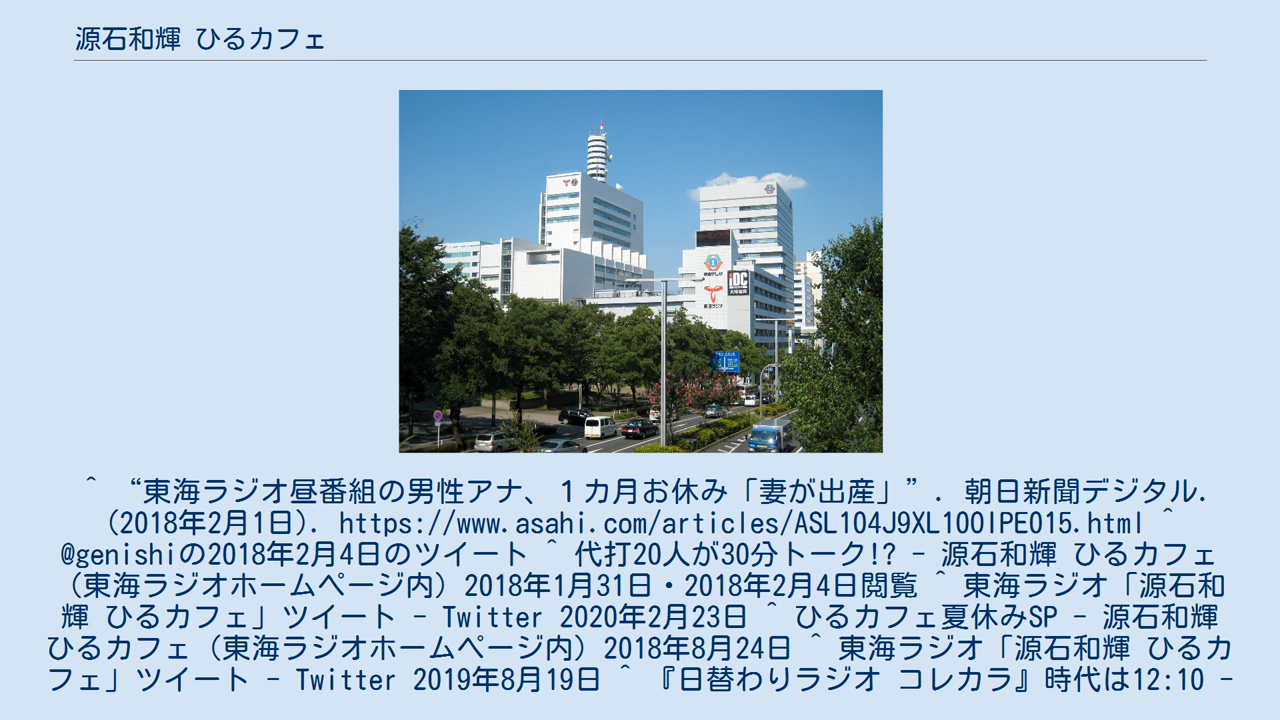 源石和輝 ひるカフェ
東海テレビ
東海ラジオ
iDC
^ “東海ラジオ昼番組の男性アナ、１カ月お休み「妻が出産」”. 朝日新聞デジタル.
(2018年2月1日). https://www.asahi.com/articles/ASL104J9XL100IPE015.html ^
@genishiの2018年2月4日のツイート ^ 代打20人が30分トーク!? - 源石和輝 ひるカフェ
（東海ラジオホームページ内）2018年1月31日・2018年2月4日閲覧 ^ 東海ラジオ「源石和
輝 ひるカフェ」ツイート - Twitter 2020年2月23日 ^ ひるカフェ夏休みSP - 源石和輝
ひるカフェ（東海ラジオホームページ内）2018年8月24日 ^ 東海ラジオ「源石和輝 ひるカ
フェ」ツイート - Twitter 2019年8月19日 ^ 『日替わりラジオ コレカラ』時代は12:10 -